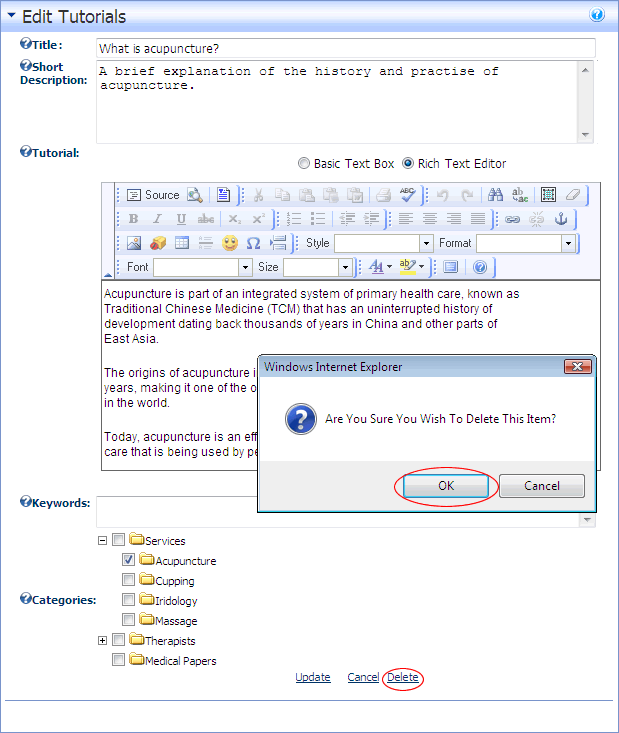 Edit Tutorials
Title :
What is acupuncture?
Short
Description:
A brief explanation of the history and practise of
acupuncture.
Tutorial:
Basic Text Box
Rich Text Editor
Source
ABC
B I U abc X₂ X²
Style
Format
Font
Size
Acupuncture is part of an integrated system of primary health care, known as
Traditional Chinese Medicine (TCM) that has an uninterrupted history of
development dating back thousands of years in China and other parts of
East Asia.
The origins of acupuncture
years, making it one of the
in the world.
Today, acupuncture is an
care that is being used by
Windows Internet Explorer
Are You Sure You Wish To Delete This Item?
OK
Cancel
Keywords:
Services
Acupuncture
Cupping
Categories:
Iridology
Massage
Therapists
Medical Papers
Update
Cancel
Delete